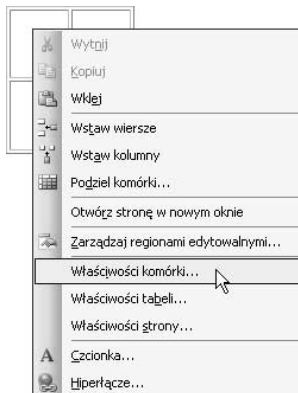 Wytnij
Kopiuj
Wklej
Wstaw wiersze
Wstaw kolumny
Podziel komórki...
Otwórz stronę w nowym oknie
Zarządzaj regionami edytowalnymi...
Właściwości komórki...
Właściwości tabeli...
Właściwości strony...
A Czcionka...
Hiperłącze...